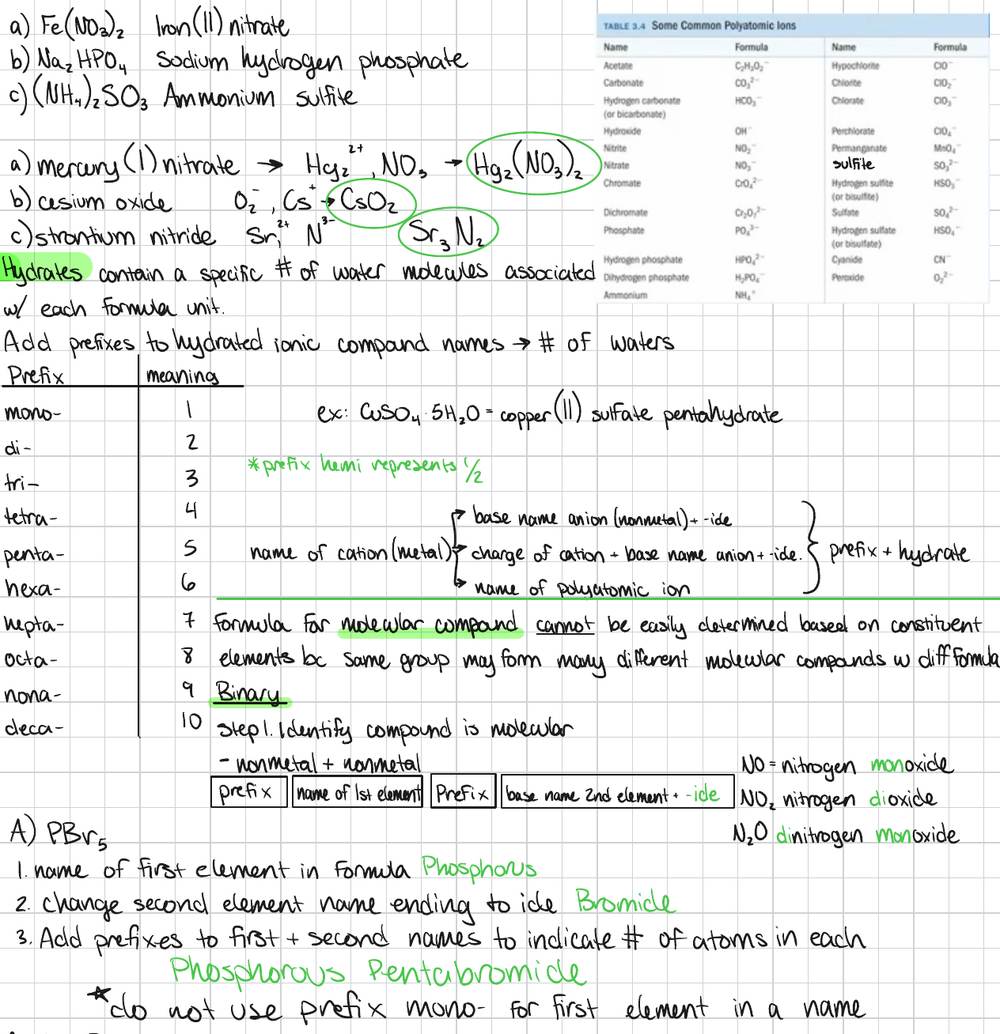 a) Fe(NO3)2 Iron(II) nitrate
b) Na2HPO4 Sodium hydrogen phosphate
c) (NH4)2SO3 Ammonium sulfite
a) mercury (I) nitrate → Hg2 2+, NO3 → Hg2(NO3)2
b) cesium oxide O2-, Cs+ → CsO2
c) strontium nitride Sr2+, N3- Sr3N2
TABLE 3.4 Some Common Polyatomic Ions
Name Formula Name Formula
Acetate C2H3O2- Hypochlorite ClO-
Carbonate CO3 2- Chlorite ClO2-
Hydrogen carbonate HCO3- Chlorate ClO3-
(or bicarbonate)
Hydroxide OH- Perchlorate ClO4-
Nitrite NO2- Permanganate MnO4-
Nitrate NO3- sulfite SO3 2-
Chromate CrO4 2- Hydrogen sulfite HSO3-
(or bisulfite)
Dichromate Cr2O7 2- Sulfate SO4 2-
Phosphate PO4 3- Hydrogen sulfate HSO4-
(or bisulfate)
Hydrogen phosphate HPO4 2- Cyanide CN-
Dihydrogen phosphate H2PO4- Peroxide O2 2-
Ammonium NH4+
Hydrates contain a specific # of water molecules associated
w/ each formula unit.
Add prefixes to hydrated ionic compound names → # of waters
Prefix meaning
mono- 1
di- 2
tri- 3
tetra- 4
penta- 5
hexa- 6
hepta- 7
octa- 8
nona- 9
deca- 10
ex: CuSO4 · 5H2O = copper (II) sulfate pentahydrate
*prefix hemi represents 1/2
base name anion (nonmetal) + -ide
name of cation (metal) charge of cation + base name anion + -ide. prefix + hydrate
name of polyatomic ion
Formula for molecular compound cannot be easily determined based on constituent
elements bc same group may form many different molecular compounds w diff formula
Binary
Step 1. Identify compound is molecular
- nonmetal + nonmetal
prefix name of 1st element Prefix base name 2nd element + -ide
NO = nitrogen monoxide
NO2 nitrogen dioxide
N2O dinitrogen monoxide
A) PBr5
1. name of first element in formula Phosphorus
2. change second element name ending to ide Bromide
3. Add prefixes to first + second names to indicate # of atoms in each
Phosphorous Pentabromide
*do not use prefix mono- for first element in a name